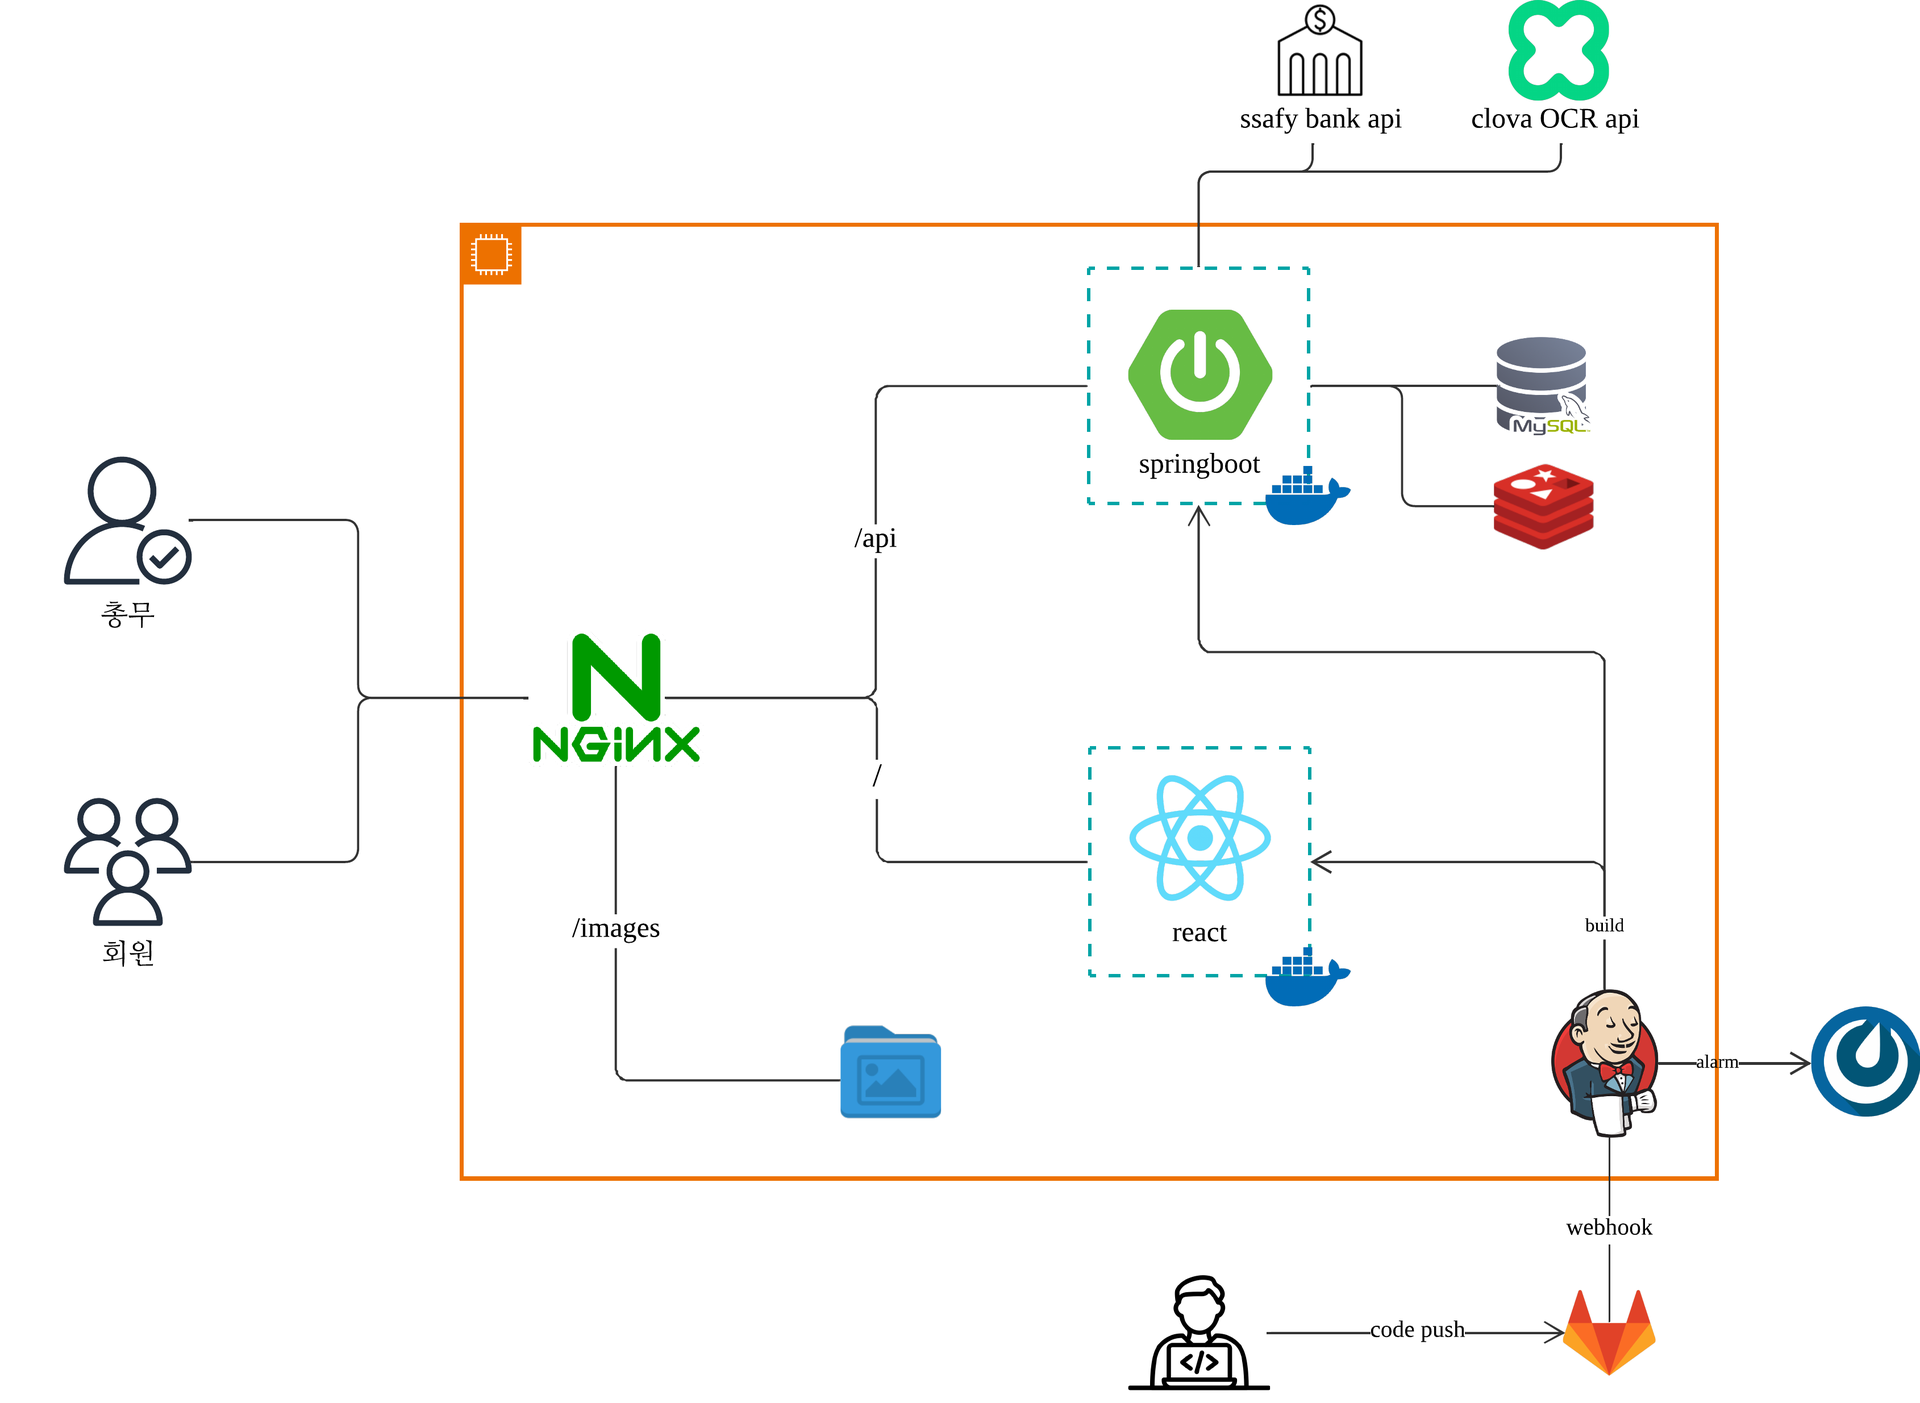 ssafy bank api
clova OCR api
springboot
MySQL
/api
총무
NGiNX
/
/images
react
회원
build
alarm
webhook
code push